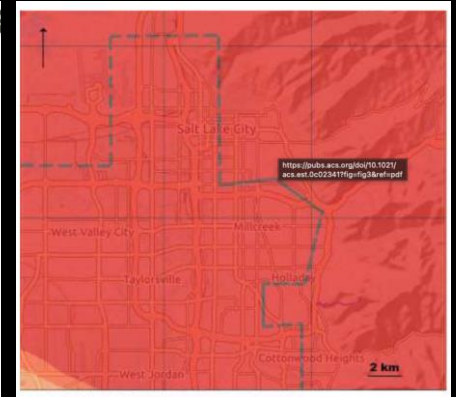 Salt Lake City
https://pubs.acs.org/doi/10.1021/
acs.est.0c02341?fig=fig3&ref=pdf
West Valley City
Millcreek
Taylorsville
Holladay
Cottonwood Heights
West Jordan
2 km